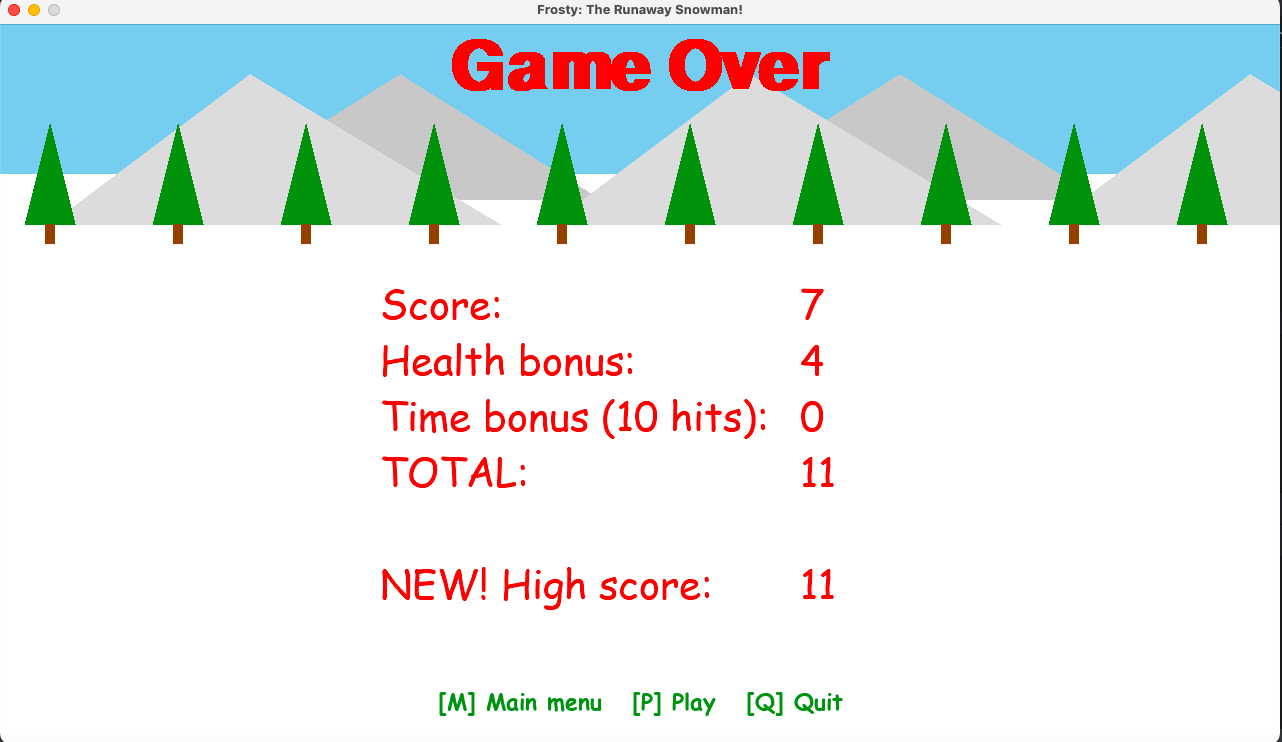 Frosty: The Runaway Snowman!
Game Over
Score: 7
Health bonus: 4
Time bonus (10 hits): 0
TOTAL: 11
NEW! High score: 11
[M] Main menu [P] Play [Q] Quit